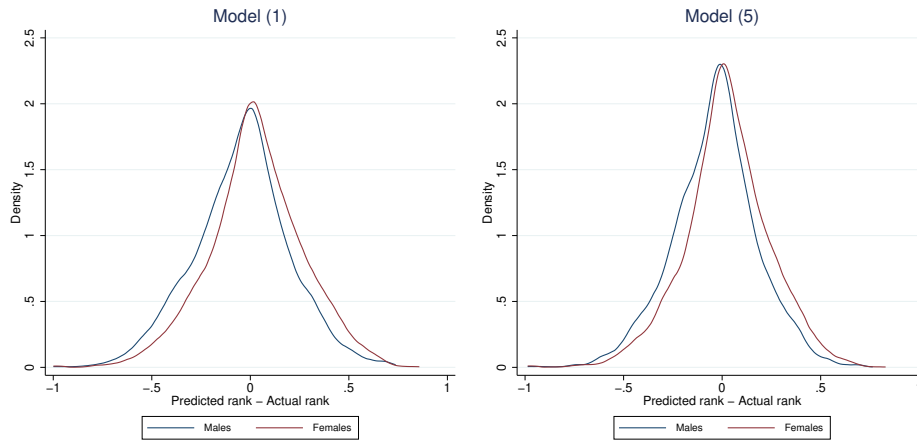 Model (1)
Density
2.5
2
1.5
1
.5
0
−1
−.5
0
.5
1
Predicted rank − Actual rank
Males
Females
Model (5)
Density
2.5
2
1.5
1
.5
0
−1
−.5
0
.5
1
Predicted rank − Actual rank
Males
Females